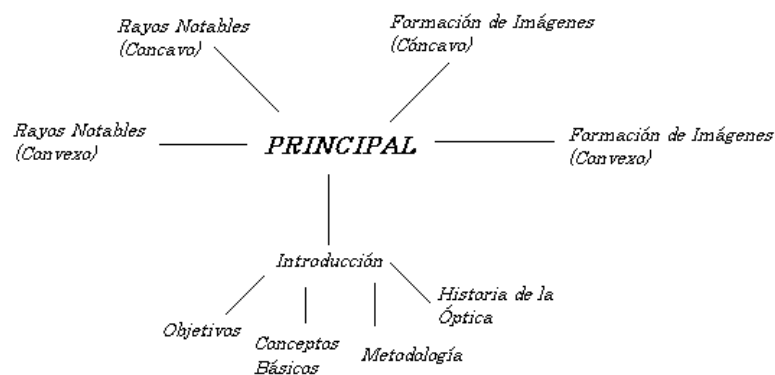 Rayos Notables
(Concavo)
Formación de Imágenes
(Cóncavo)
Rayos Notables
(Convexo)
PRINCIPAL
Formación de Imágenes
(Convexo)
Introducción
Objetivos
Conceptos
Básicos
Metodología
Historia de la
Óptica